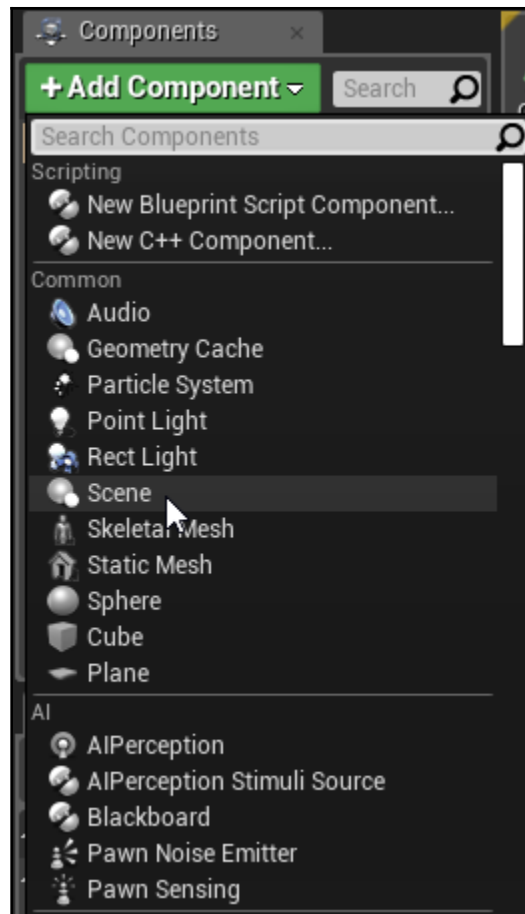 Components
+ Add Component
Search
Search Components
Scripting
New Blueprint Script Component...
New C++ Component...
Common
Audio
Geometry Cache
Particle System
Point Light
Rect Light
Scene
Skeletal Mesh
Static Mesh
Sphere
Cube
Plane
AI
AIPerception
AIPerception Stimuli Source
Blackboard
Pawn Noise Emitter
Pawn Sensing